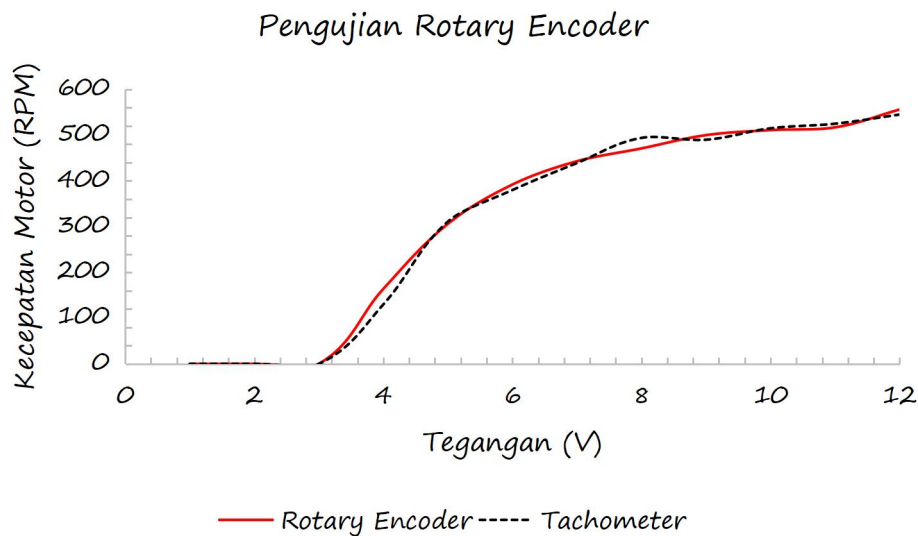 Pengujian Rotary Encoder
Kecepatan Motor (RPM)
600
500
400
300
200
100
0
0 2 4 6 8 10 12
Tegangan (V)
Rotary Encoder Tachometer